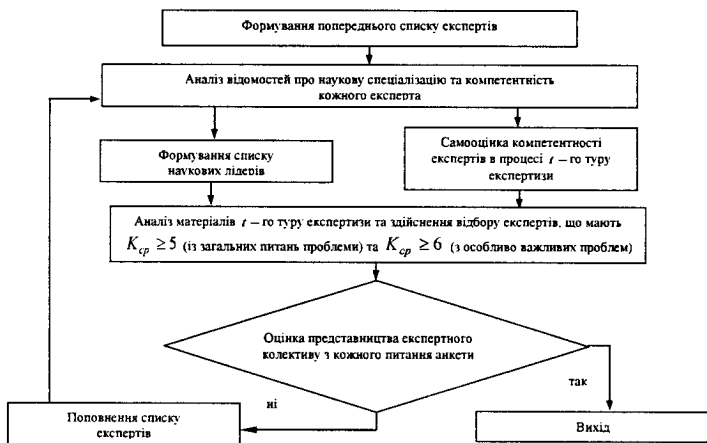 Формування попереднього списку експертів
Аналіз відомостей про наукову спеціалізацію та компетентність
кожного експерта
Формування списку
наукових лідерів
Самооцінка компетентності
експертів в процесі t – го туру
експертизи
Аналіз матеріалів t – го туру експертизи та здійснення відбору експертів, що мають
K_ср ≥ 5 (із загальних питань проблеми) та K_ср ≥ 6 (з особливо важливих проблем)
Оцінка представництва експертного
колективу з кожного питання анкети
ні
так
Поповнення списку
експертів
Вихід